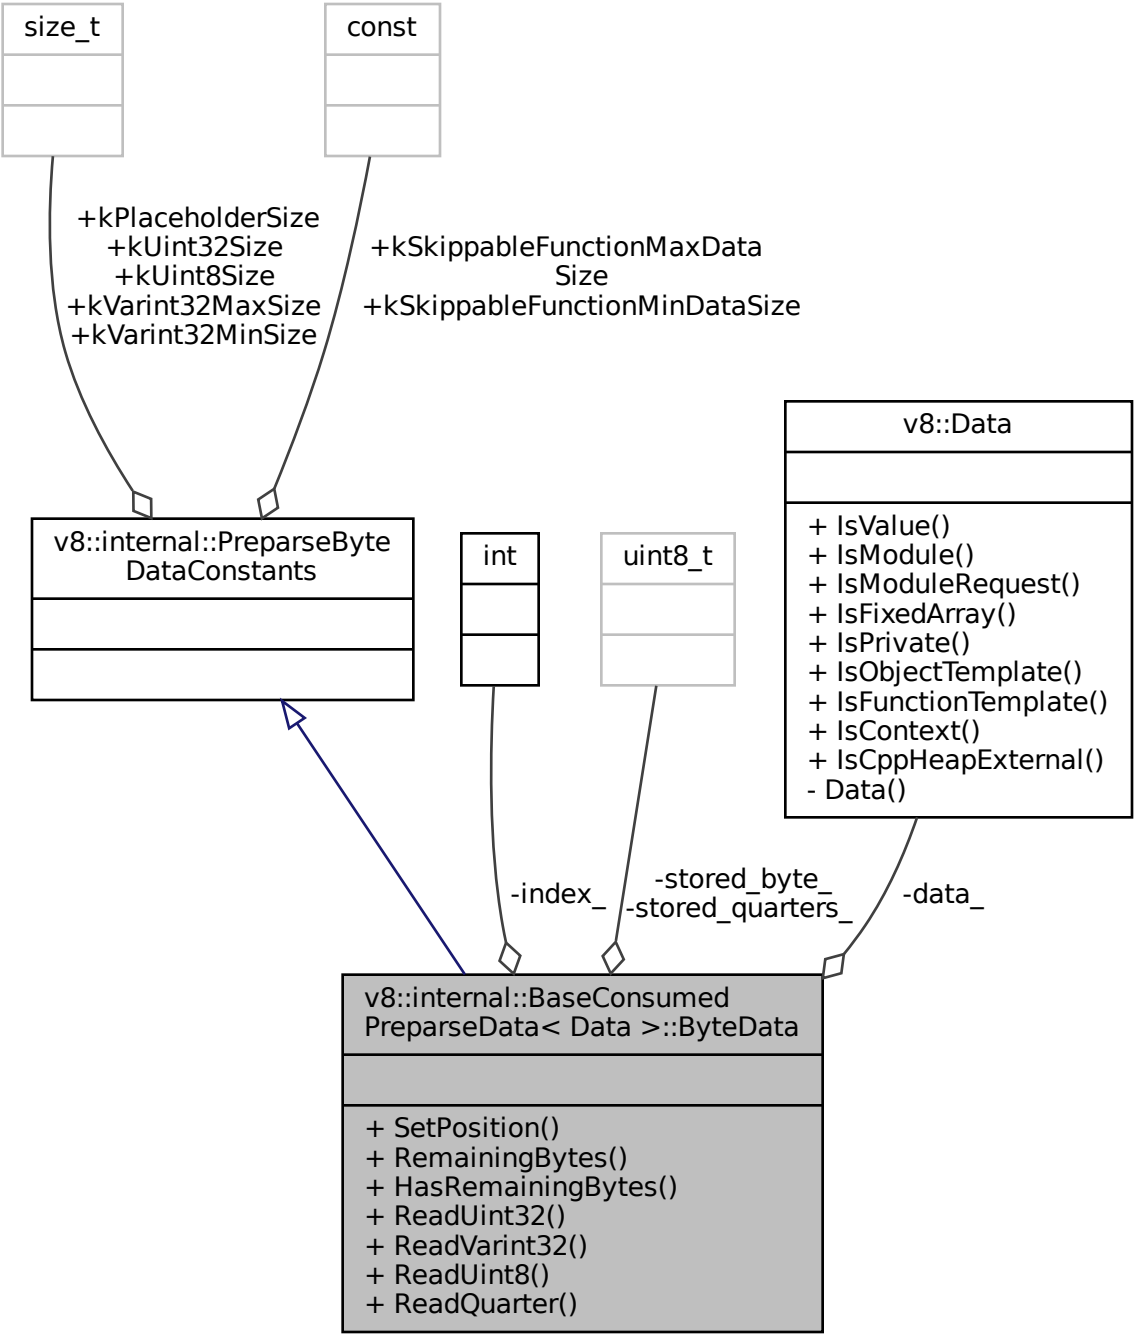 size_t
const
+kPlaceholderSize
+kUint32Size
+kUint8Size
+kVarint32MaxSize
+kVarint32MinSize
+kSkippableFunctionMaxData
Size
+kSkippableFunctionMinDataSize
v8::internal::PreparseByte
DataConstants
int
uint8_t
v8::Data
+ IsValue()
+ IsModule()
+ IsModuleRequest()
+ IsFixedArray()
+ IsPrivate()
+ IsObjectTemplate()
+ IsFunctionTemplate()
+ IsContext()
+ IsCppHeapExternal()
- Data()
-index_
-stored_byte_
-stored_quarters_
-data_
v8::internal::BaseConsumed
PreparseData< Data >::ByteData
+ SetPosition()
+ RemainingBytes()
+ HasRemainingBytes()
+ ReadUint32()
+ ReadVarint32()
+ ReadUint8()
+ ReadQuarter()